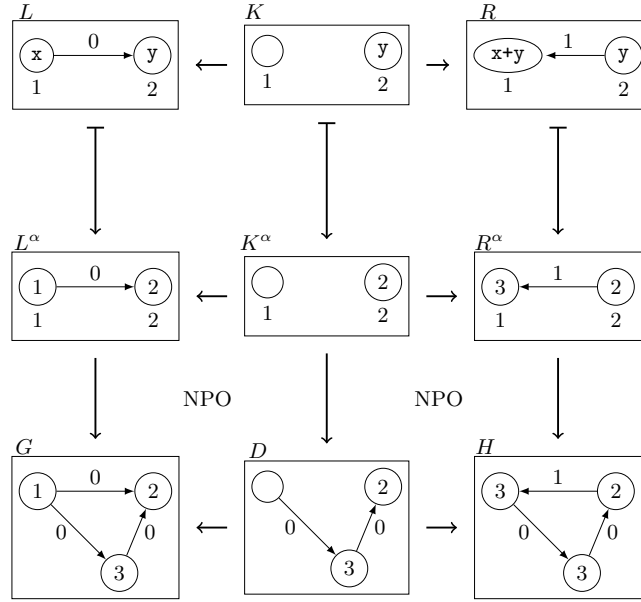 L K R
x 0 y y x+y 1 y
1 2 1 2 1 2
L^α K^α R^α
1 0 2 2 3 1 2
1 2 1 2 1 2
NPO NPO
G D H
1 0 2 2 3 1 2
0 0 0 0 0 0
3 3 3